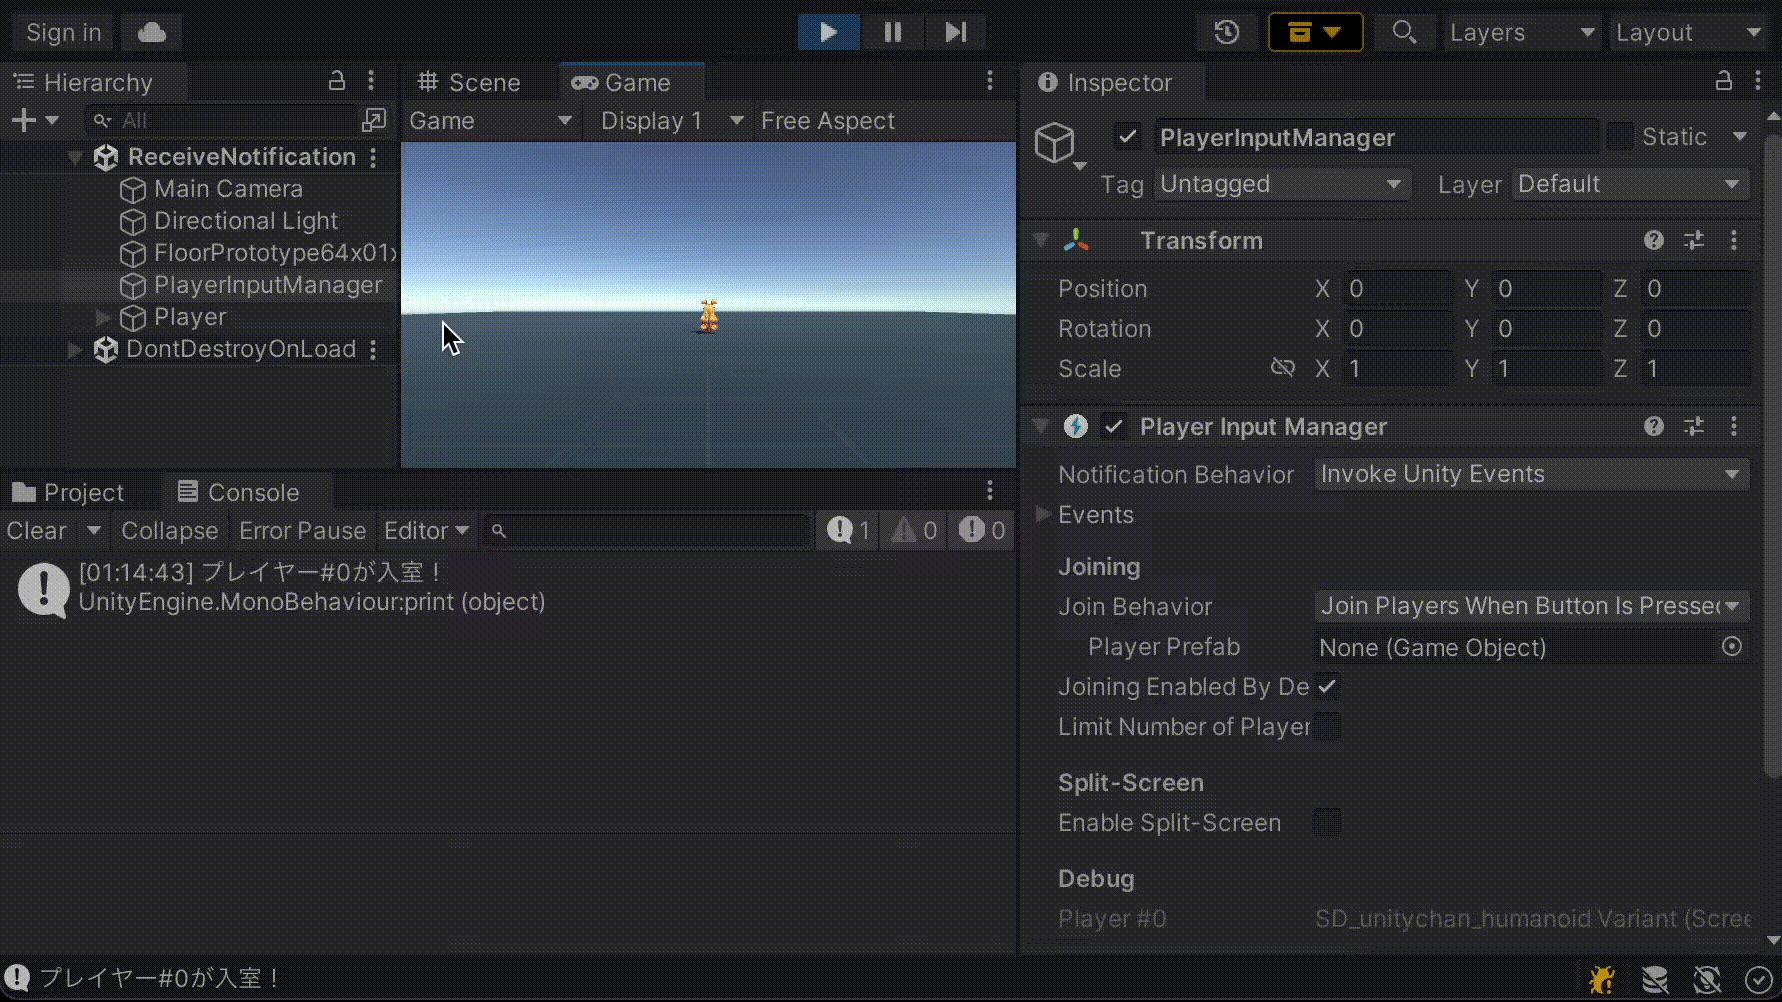 Sign in
Layers
Layout
Hierarchy
Scene
Game
Inspector
All
Game
Display 1
Free Aspect
ReceiveNotification
Main Camera
Directional Light
FloorPrototype64x01x
PlayerInputManager
Player
DontDestroyOnLoad
PlayerInputManager
Static
Tag
Untagged
Layer
Default
Transform
Position X 0 Y 0 Z 0
Rotation X 0 Y 0 Z 0
Scale X 1 Y 1 Z 1
Player Input Manager
Notification Behavior
Invoke Unity Events
Events
Joining
Join Behavior
Join Players When Button Is Pressed
Player Prefab
None (Game Object)
Joining Enabled By De
Limit Number of Player
Split-Screen
Enable Split-Screen
Debug
Player #0
SD_unitychan_humanoid Variant (Scree
Project
Console
Clear
Collapse
Error Pause
Editor
1
0
0
[01:14:43] プレイヤー#0が入室！
UnityEngine.MonoBehaviour:print (object)
プレイヤー#0が入室！